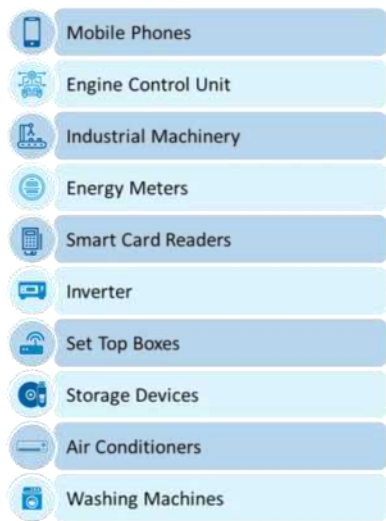 Mobile Phones
Engine Control Unit
Industrial Machinery
Energy Meters
Smart Card Readers
Inverter
Set Top Boxes
Storage Devices
Air Conditioners
Washing Machines